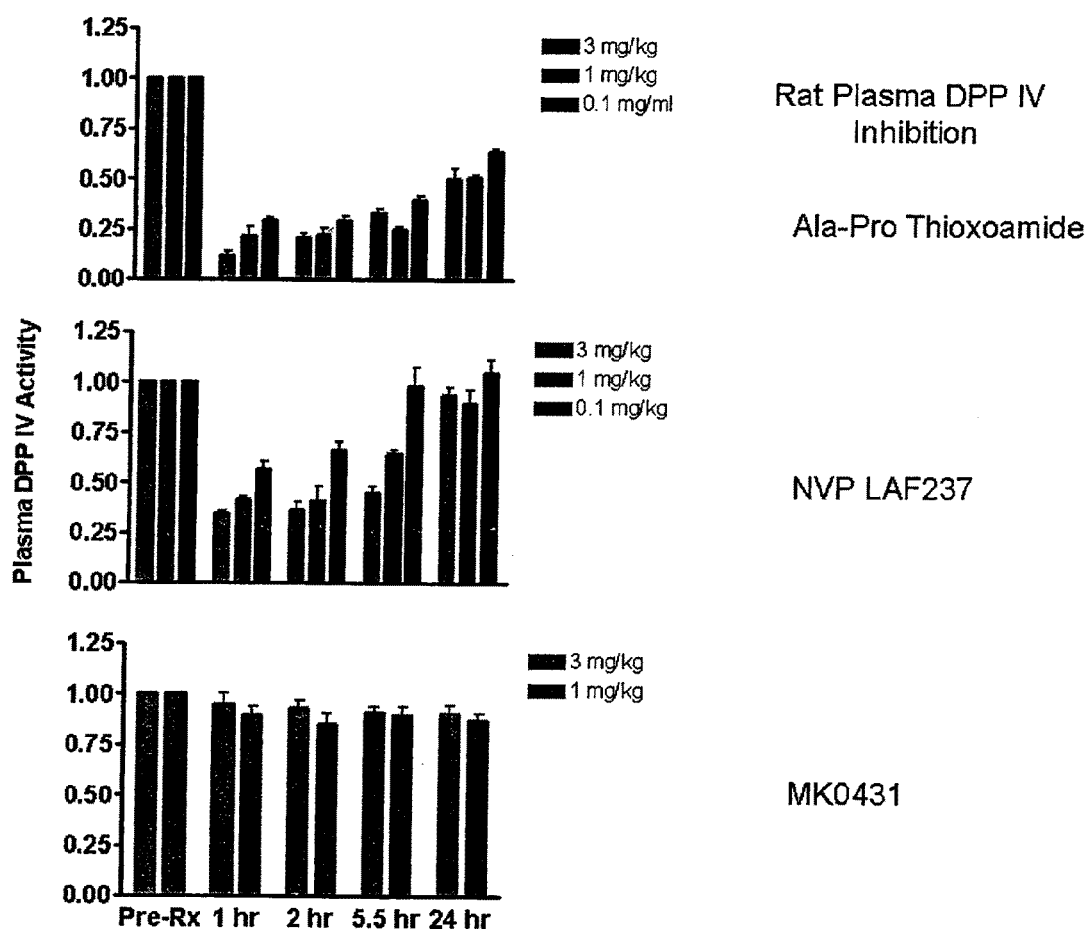 1.25
1.00
0.75
0.50
0.25
0.00
3 mg/kg
1 mg/kg
0.1 mg/ml
Rat Plasma DPP IV
Inhibition
Ala-Pro Thioxoamide
Plasma DPP IV Activity
1.25
1.00
0.75
0.50
0.25
0.00
3 mg/kg
1 mg/kg
0.1 mg/kg
NVP LAF237
1.25
1.00
0.75
0.50
0.25
0.00
3 mg/kg
1 mg/kg
MK0431
Pre-Rx 1 hr 2 hr 5.5 hr 24 hr